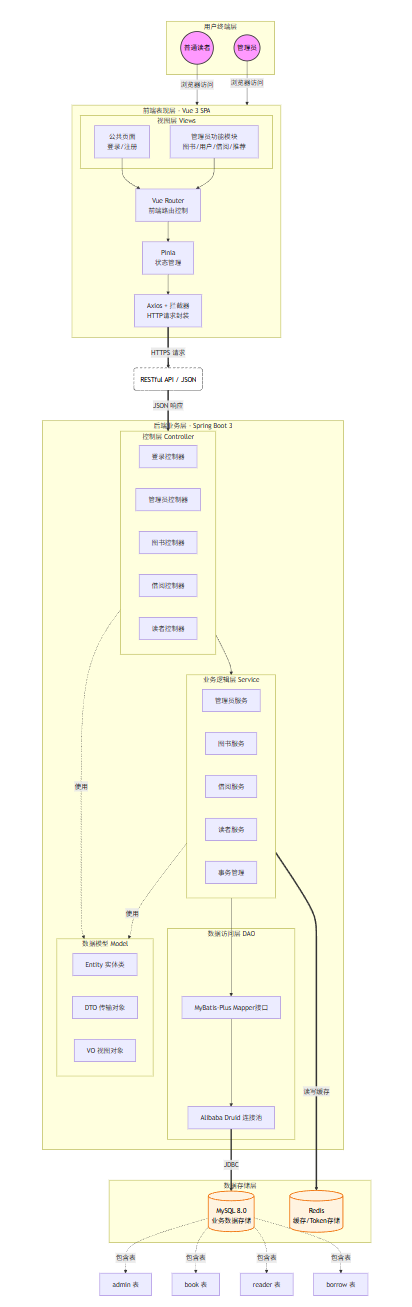 用户终端层
普通读者
管理员
浏览器访问
浏览器访问
前端表现层 - Vue 3 SPA
视图层 Views
公共页面
登录/注册
管理员功能模块
图书/用户/借阅/推荐
Vue Router
前端路由控制
Pinia
状态管理
Axios + 拦截器
HTTP请求封装
HTTPS 请求
RESTful API / JSON
JSON 响应
后端业务层 - Spring Boot 3
控制层 Controller
登录控制器
管理员控制器
图书控制器
借阅控制器
读者控制器
业务逻辑层 Service
管理员服务
图书服务
借阅服务
读者服务
事务管理
使用
使用
数据模型 Model
Entity 实体类
DTO 传输对象
VO 视图对象
数据访问层 DAO
MyBatis-Plus Mapper接口
Alibaba Druid 连接池
读写缓存
JDBC
数据存储层
MySQL 8.0
业务数据存储
Redis
缓存/Token存储
包含表
包含表
包含表
包含表
admin 表
book 表
reader 表
borrow 表